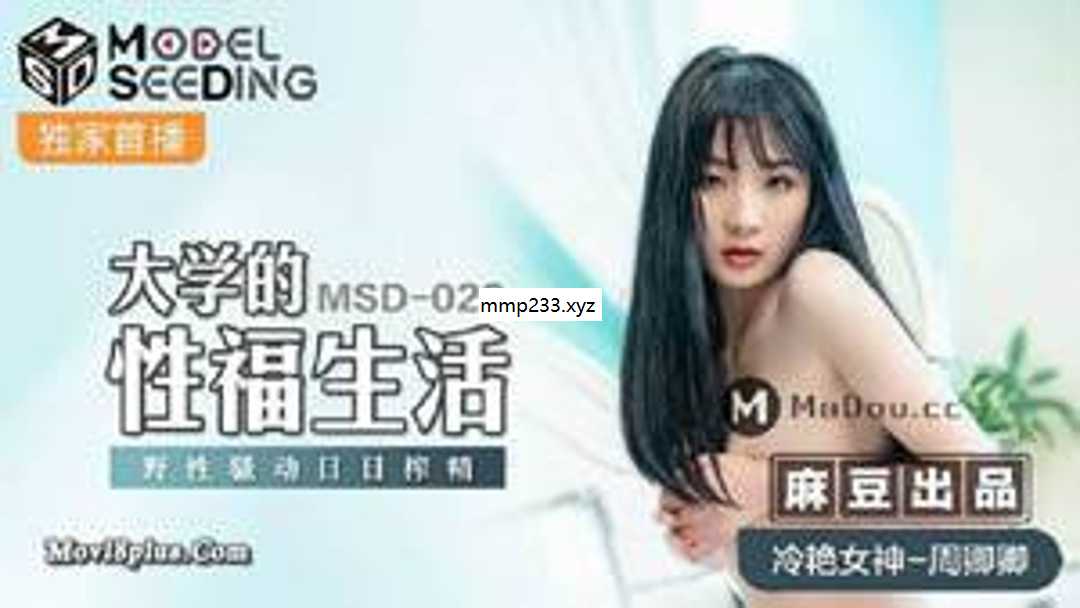 MODEL
SEEDING
MSD
独家首播
大学的
MSD-02
mmp233.xyz
性福生活
野性骚动日日榨精
MaDou.cc
麻豆出品
冷艳女神-周卿卿
Movi8plus.Com